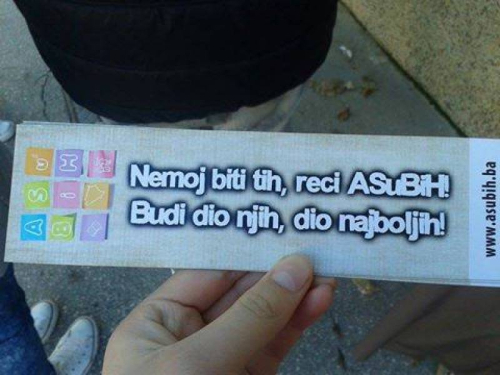 Nemoj biti tih, reci ASuBiH!
Budi dio njih, dio najboljih!
www.asubih.ba